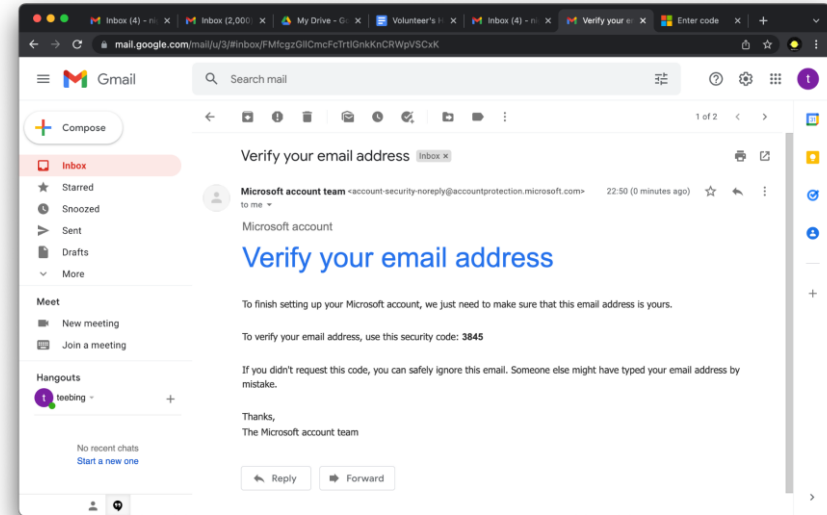 Inbox (4) - ni
Inbox (2,000)
My Drive - G
Volunteer's H
Inbox (4) - n
Verify your e
Enter code
mail.google.com/mail/u/3/#inbox/FMfcgzGllCmcFcTrtlGnkKnCRWpVSCxK
Gmail
Search mail
t
Compose
1 of 2
Inbox
Starred
Snoozed
Sent
Drafts
More
Meet
New meeting
Join a meeting
Hangouts
t teebing
No recent chats
Start a new one
Verify your email address Inbox x
Microsoft account team <account-security-noreply@accountprotection.microsoft.com> 22:50 (0 minutes ago)
to me
Microsoft account
Verify your email address
To finish setting up your Microsoft account, we just need to make sure that this email address is yours.
To verify your email address, use this security code: 3845
If you didn't request this code, you can safely ignore this email. Someone else might have typed your email address by
mistake.
Thanks,
The Microsoft account team
Reply
Forward